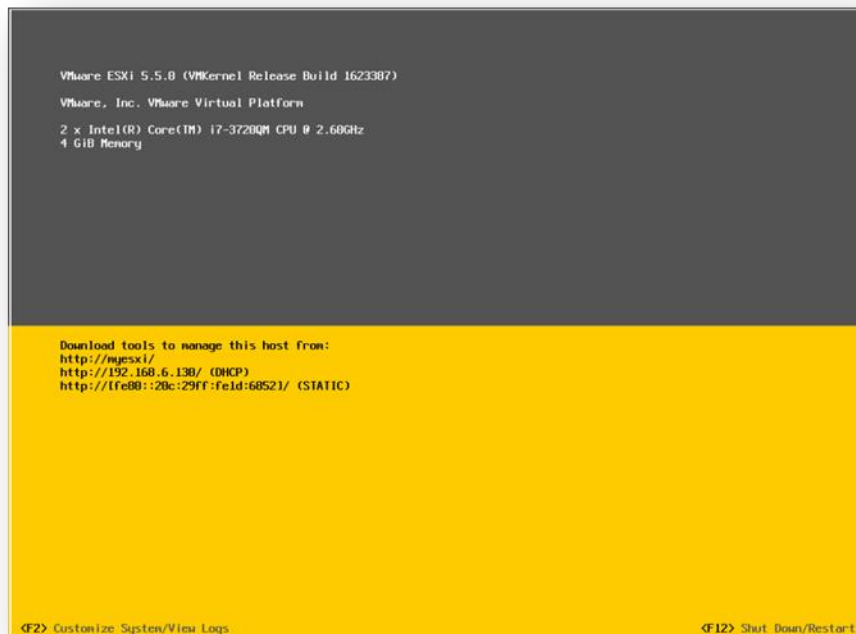 VMware ESXi 5.5.0 (VMKernel Release Build 1623387)
VMware, Inc. VMware Virtual Platform
2 x Intel(R) Core(TM) i7-3720QM CPU @ 2.60GHz
4 GiB Memory
Download tools to manage this host from:
http://myesxi/
http://192.168.6.130/ (DHCP)
http://[fe80::20c:29ff:fe1d:6852]/ (STATIC)
<F2> Customize System/View Logs
<F12> Shut Down/Restart